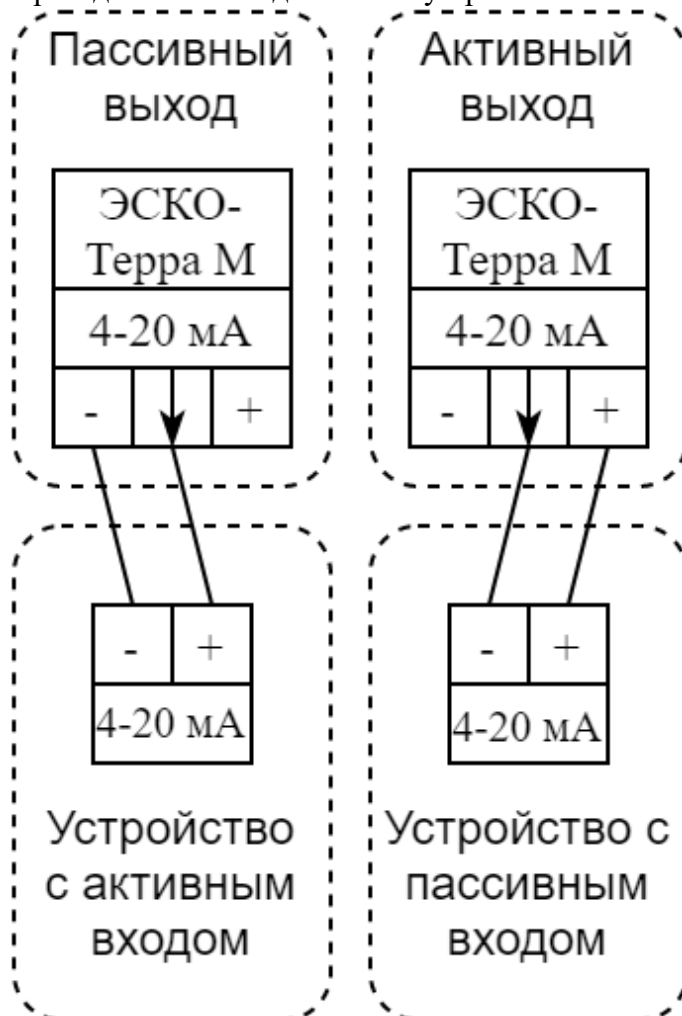 Пассивный
выход
ЭСКО-
Терра М
4-20 мА
- +
- +
4-20 мА
Устройство
с активным
входом
Активный
выход
ЭСКО-
Терра М
4-20 мА
- +
- +
4-20 мА
Устройство с
пассивным
входом